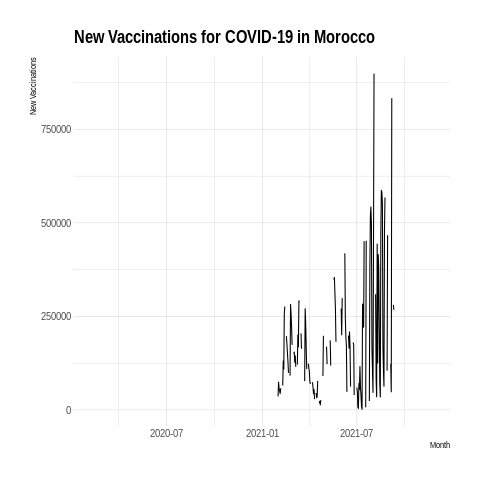 New Vaccinations for COVID-19 in Morocco
New Vaccinations
750000
500000
250000
0
2020-07 2021-01 2021-07
Month